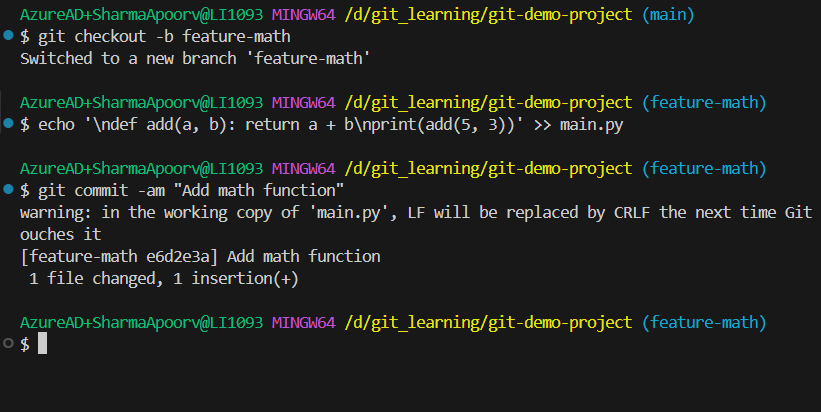 AzureAD+SharmaApoorv@LI1093 MINGW64 /d/git_learning/git-demo-project (main)
$ git checkout -b feature-math
Switched to a new branch 'feature-math'
AzureAD+SharmaApoorv@LI1093 MINGW64 /d/git_learning/git-demo-project (feature-math)
$ echo '\ndef add(a, b): return a + b\nprint(add(5, 3))' >> main.py
AzureAD+SharmaApoorv@LI1093 MINGW64 /d/git_learning/git-demo-project (feature-math)
$ git commit -am "Add math function"
warning: in the working copy of 'main.py', LF will be replaced by CRLF the next time Git
ouches it
[feature-math e6d2e3a] Add math function
 1 file changed, 1 insertion(+)
AzureAD+SharmaApoorv@LI1093 MINGW64 /d/git_learning/git-demo-project (feature-math)
$